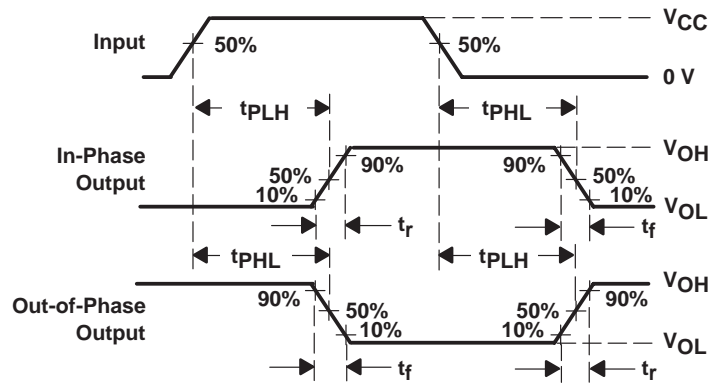 Input
50%
50%
VCC
0 V
tPLH
tPHL
In-Phase
Output
90%
50%
10%
90%
50%
10%
VOH
VOL
tr
tf
tPHL
tPLH
Out-of-Phase
Output
90%
50%
10%
50%
10%
90%
VOH
VOL
tf
tr